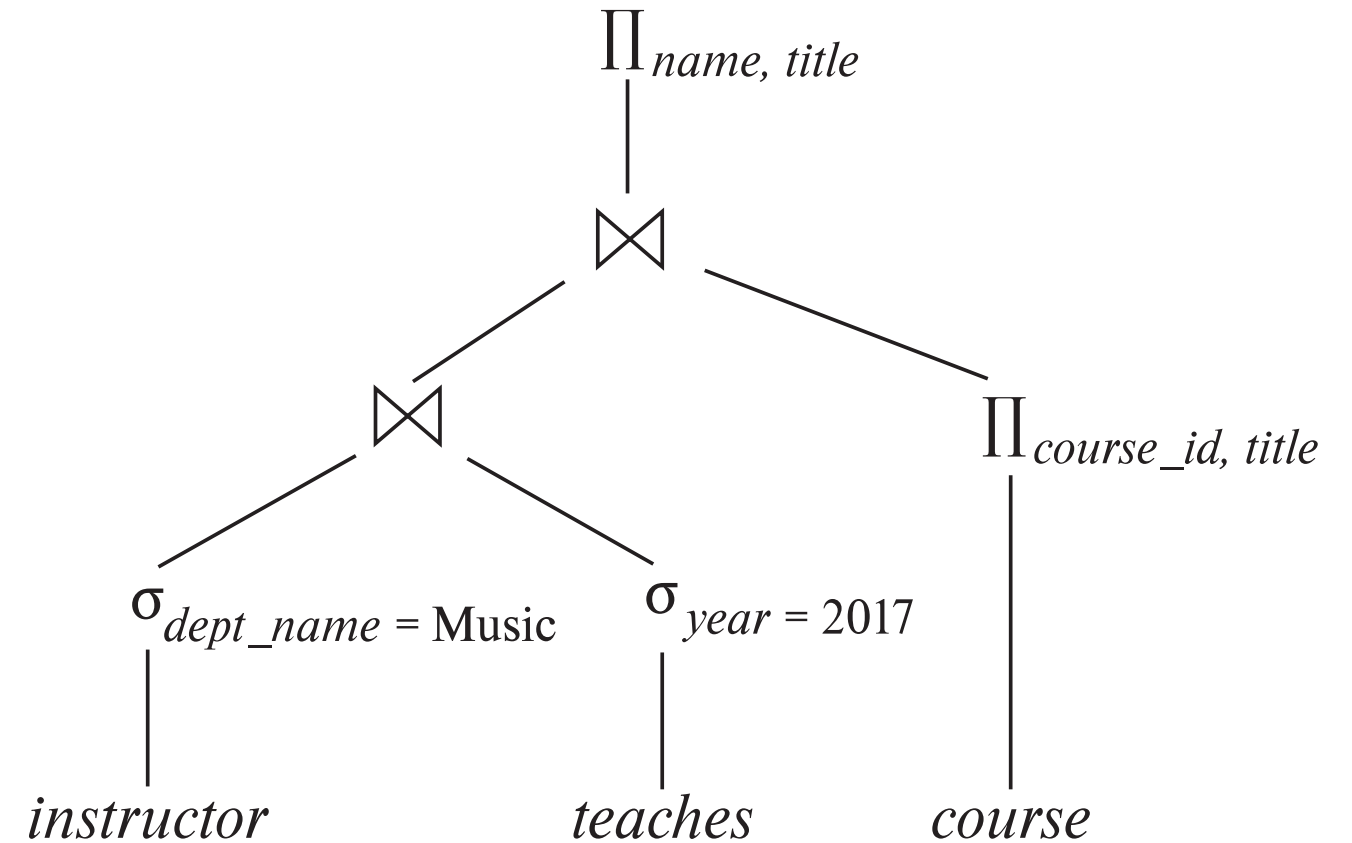 ∏ name, title
⋈
⋈
∏ course_id, title
σ dept_name = Music
σ year = 2017
instructor
teaches
course